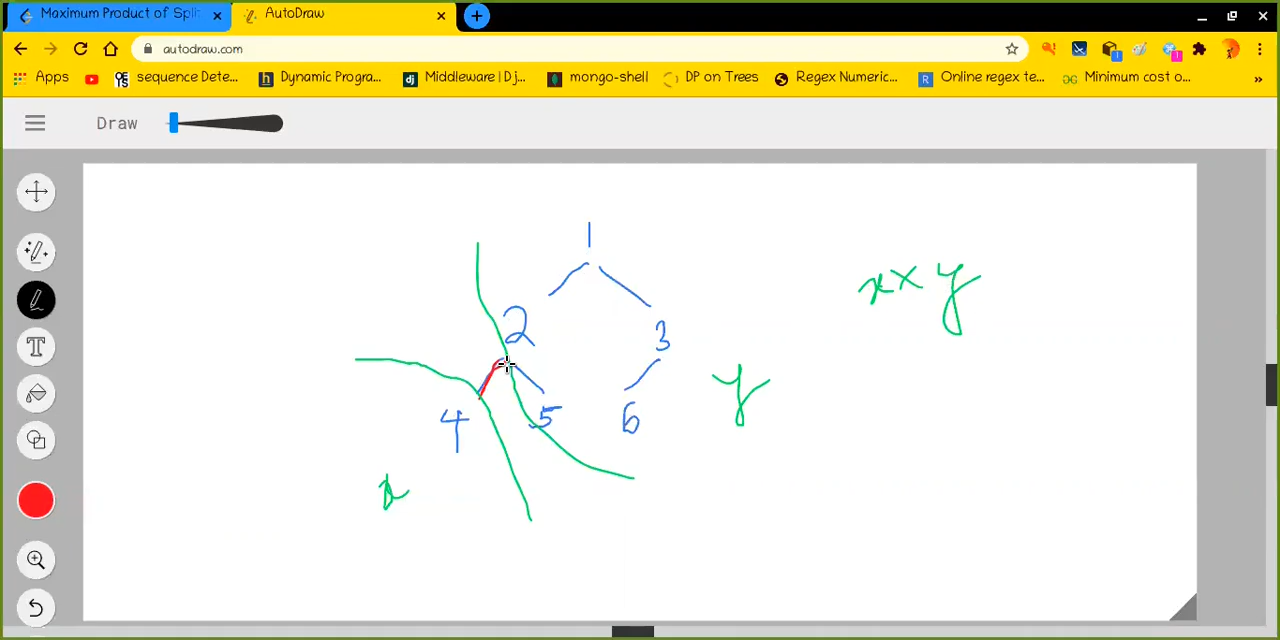 Maximum Product of Spli
AutoDraw
autodraw.com
Apps
sequence Dete...
Dynamic Progra...
Middleware | Dj...
mongo-shell
DP on Trees
Regex Numeric...
Online regex te...
Minimum cost o...
»
Draw
1
2
3
4
5
6
x
y
x × y